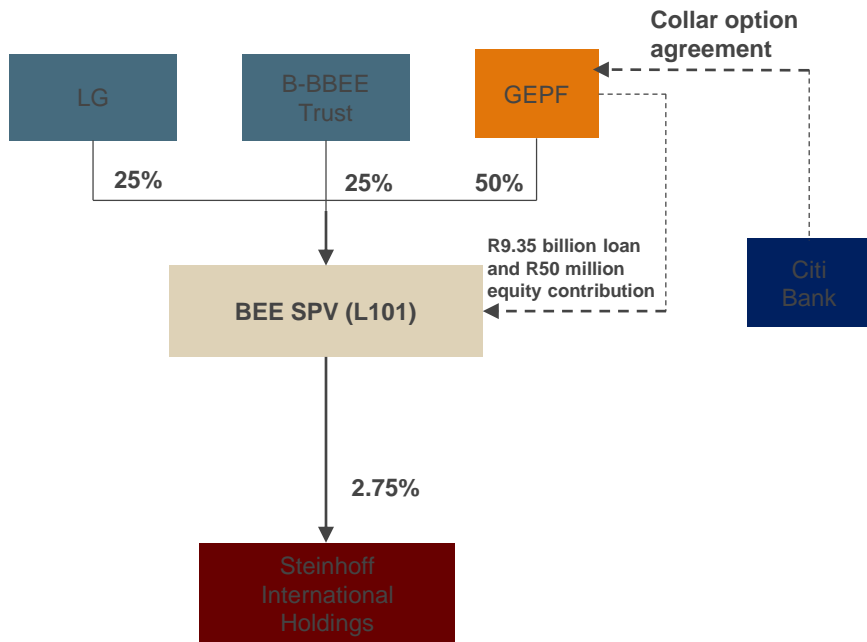 Collar option
agreement
LG
B-BBEE
Trust
GEPF
25%
25%
50%
R9.35 billion loan
and R50 million
equity contribution
Citi
Bank
BEE SPV (L101)
2.75%
Steinhoff
International
Holdings